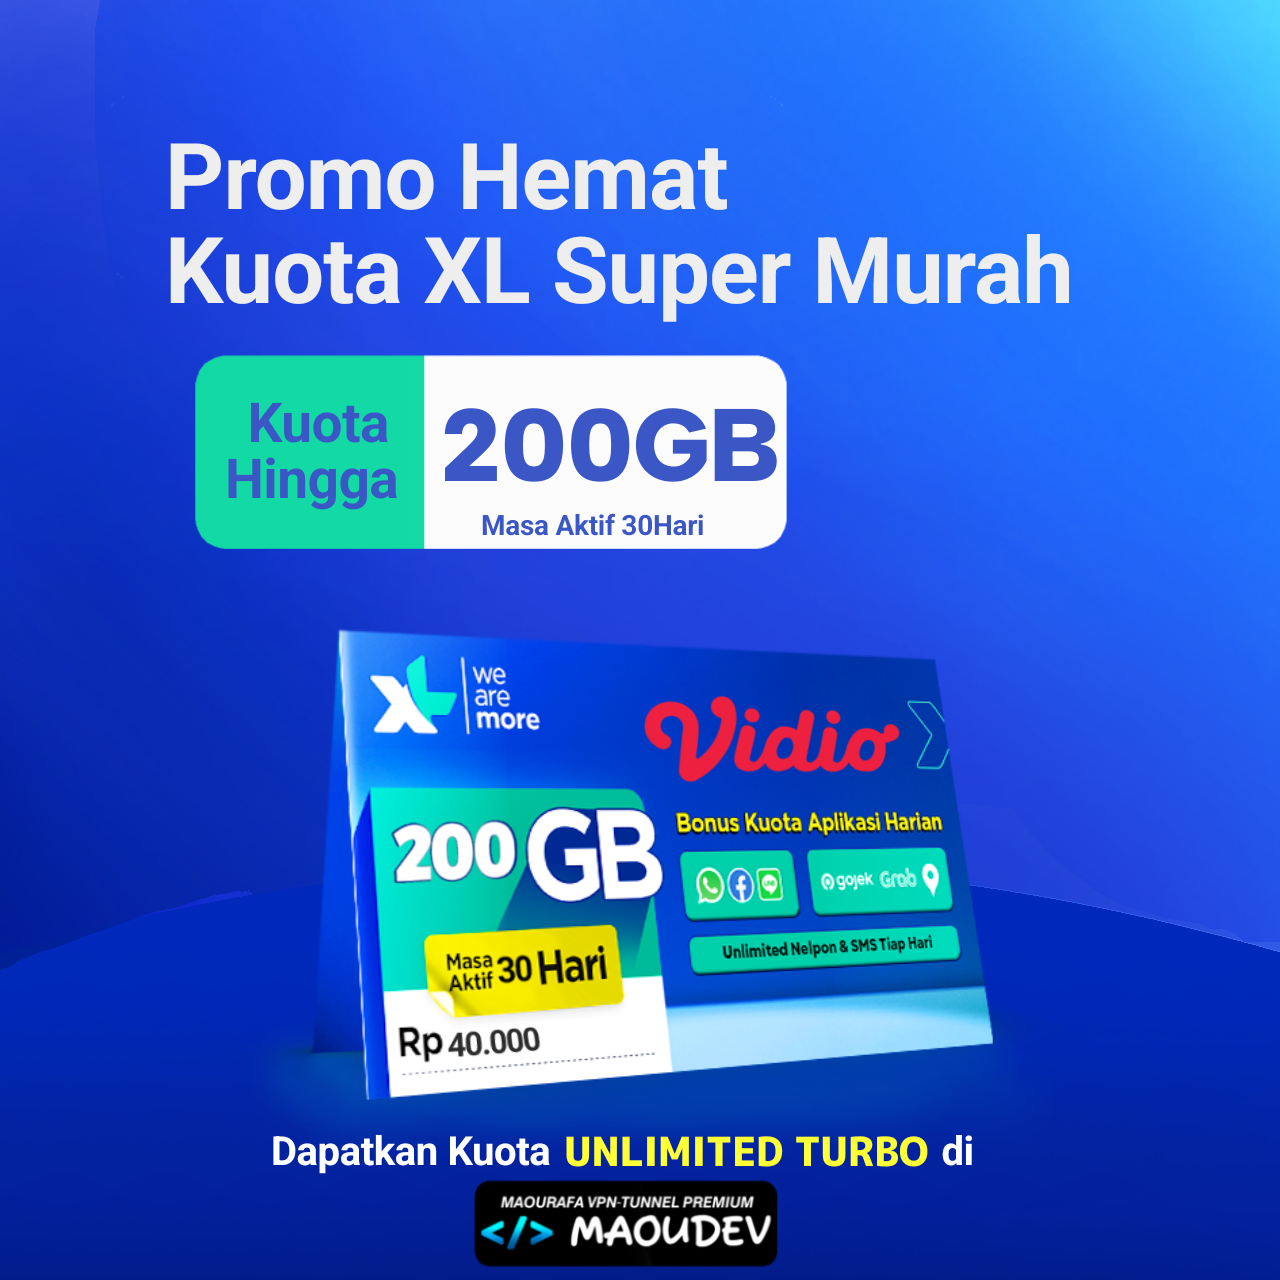 Promo Hemat
Kuota XL Super Murah
Kuota
Hingga
200GB
Masa Aktif 30Hari
XL
we
are
more
Vidio
200 GB
Masa
Aktif 30 Hari
Rp 40.000
Bonus Kuota Aplikasi Harian
LINE
gojek Grab
Unlimited Nelpon & SMS Tiap Hari
Dapatkan Kuota UNLIMITED TURBO di
MAOURAFA VPN-TUNNEL PREMIUM
</> MAOUDEV